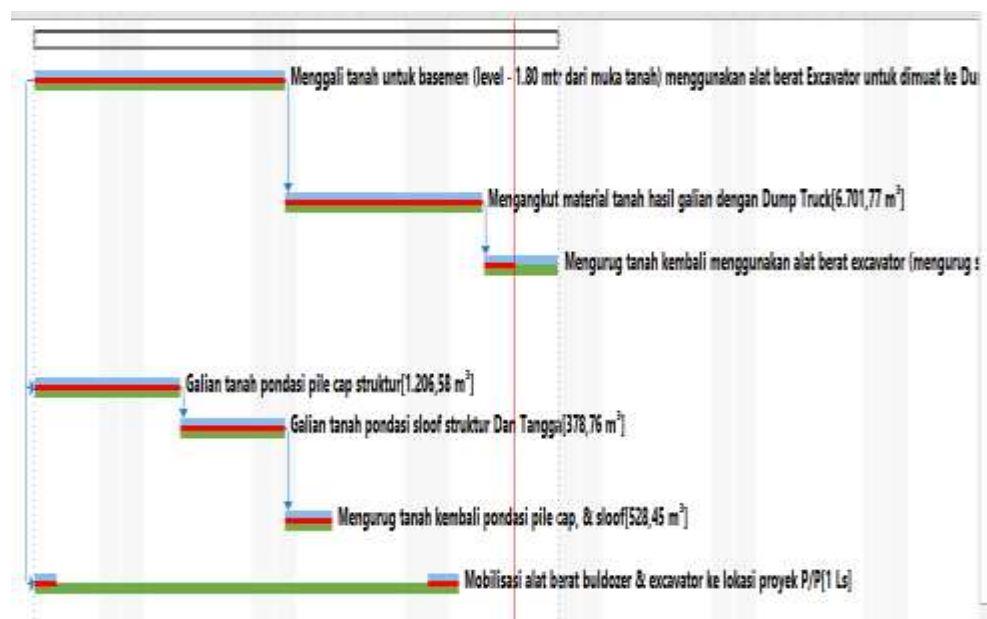 Menggali tanah untuk basemen (level - 1.80 mtr dari muka tanah) menggunakan alat berat Excavator untuk dimuat ke Du
Mengangkut material tanah hasil galian dengan Dump Truck[6.701,77 m³]
Mengurug tanah kembali menggunakan alat berat excavator (mengurug s
Galian tanah pondasi pile cap struktur[1.206,58 m³]
Galian tanah pondasi sloof struktur Dan Tangga[378,76 m³]
Mengurug tanah kembali pondasi pile cap, & sloof[528,45 m³]
Mobilisasi alat berat buldozer & excavator ke lokasi proyek P/P[1 Ls]